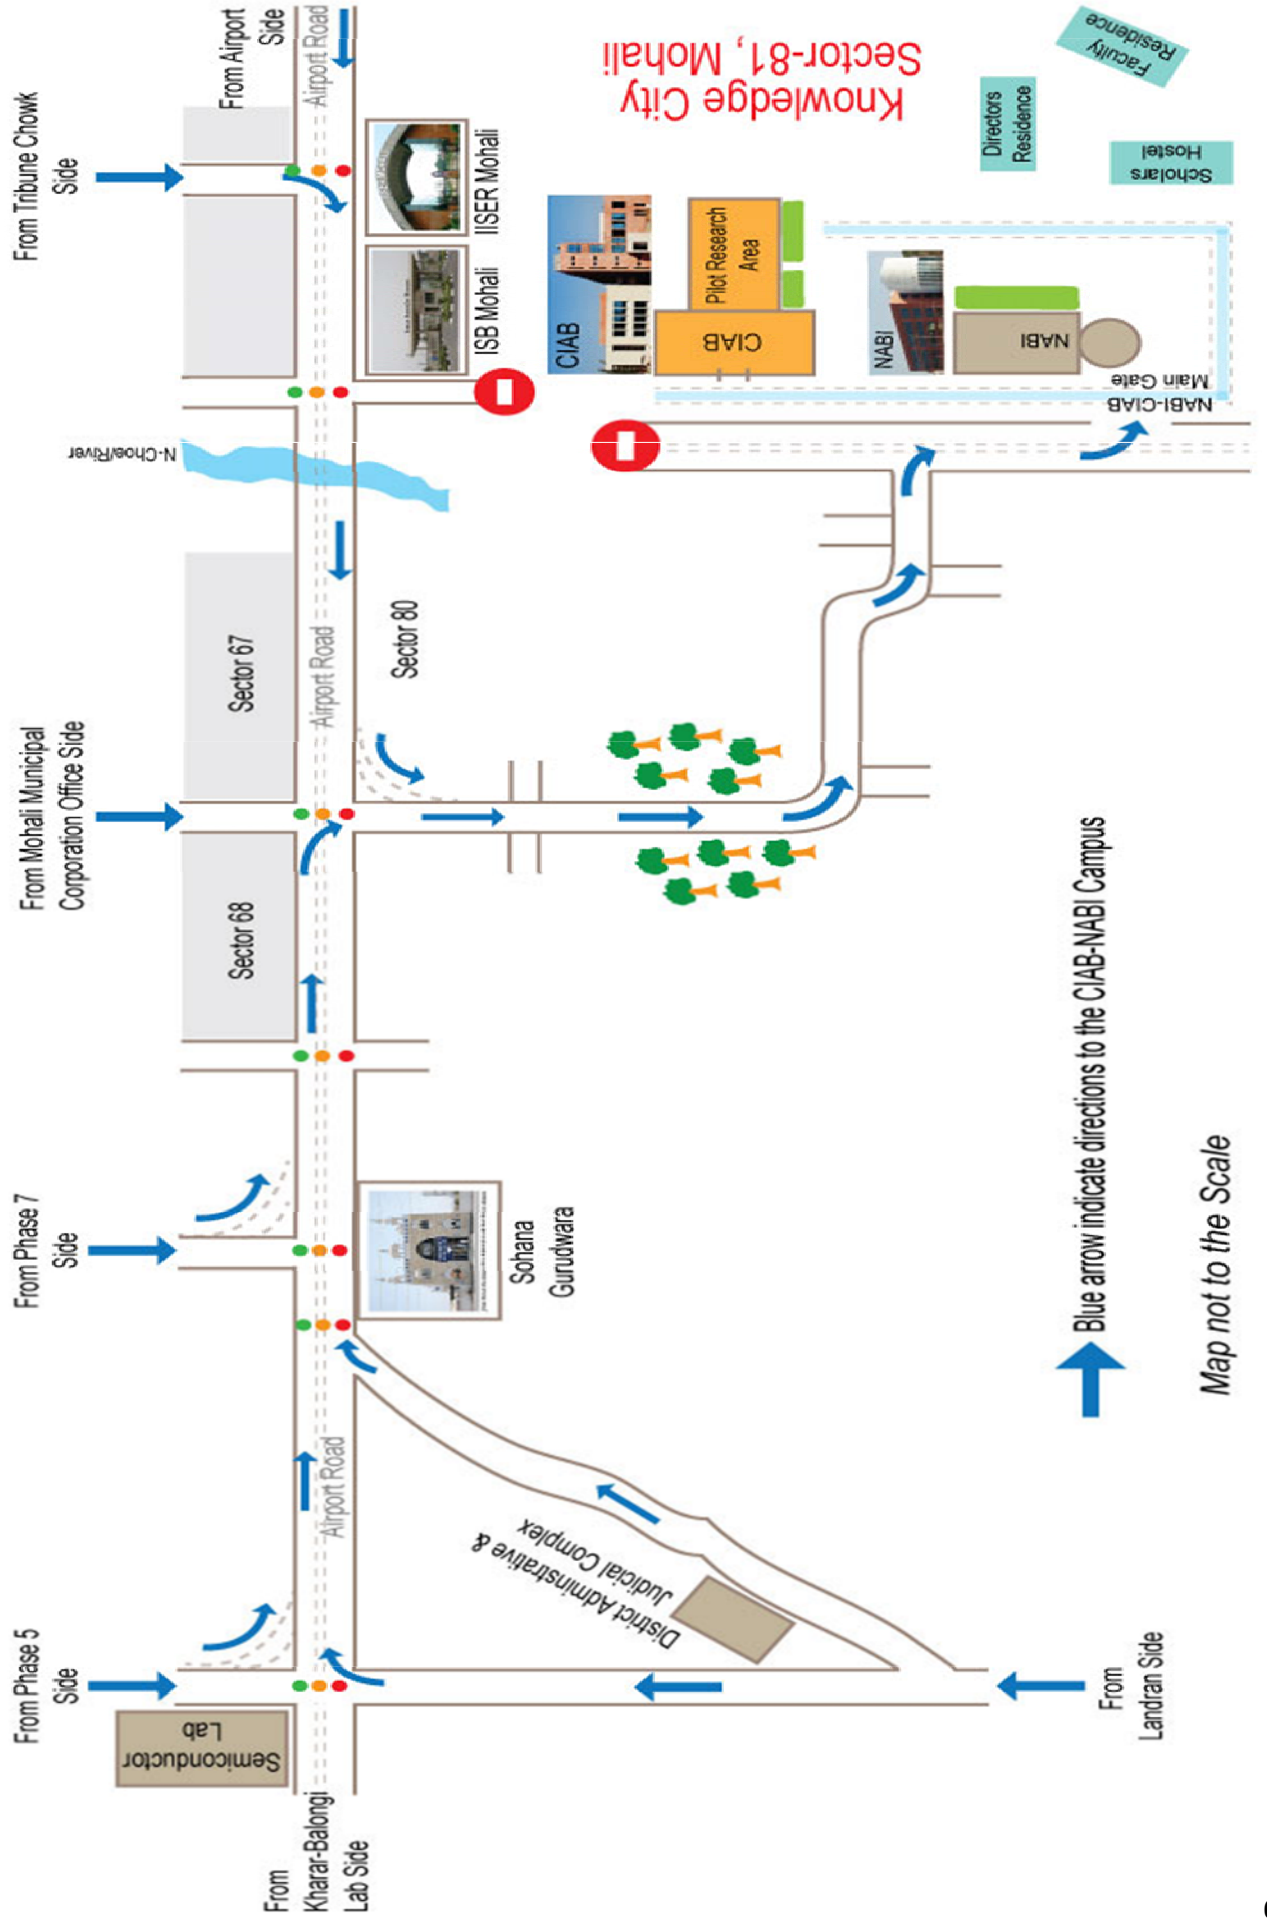 From Tribune Chowk
Side
From Airport
Side
Airport Road
IISER Mohali
ISB Mohali
Knowledge City
Sector-81, Mohali
Faculty
Residence
Directors
Residence
Scholars
Hostel
CIAB
Pilot Research
Area
CIAB
NABI
NABI
NABI-CIAB
Main Gate
N-Choe/River
Sector 67
Airport Road
Sector 80
From Mohali Municipal
Corporation Office Side
Sector 68
From Phase 7
Side
Sohana
Gurudwara
Airport Road
District Adminstrative &
Judicial Complex
From Phase 5
Side
Semiconductor
Lab
From
Kharar-Balongi
Lab Side
From
Landran Side
Blue arrow indicate directions to the CIAB-NABI Campus
Map not to the Scale